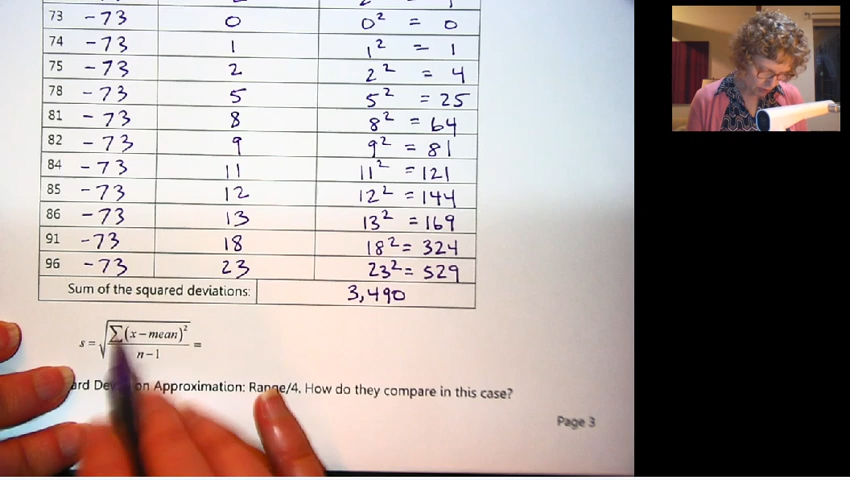 73 -73 0 0² = 0
74 -73 1 1² = 1
75 -73 2 2² = 4
78 -73 5 5² = 25
81 -73 8 8² = 64
82 -73 9 9² = 81
84 -73 11 11² = 121
85 -73 12 12² = 144
86 -73 13 13² = 169
91 -73 18 18² = 324
96 -73 23 23² = 529
Sum of the squared deviations: 3,490
s = √(∑(x – mean)² / n – 1) =
Approximation: Range/4. How do they compare in this case?
Page 3